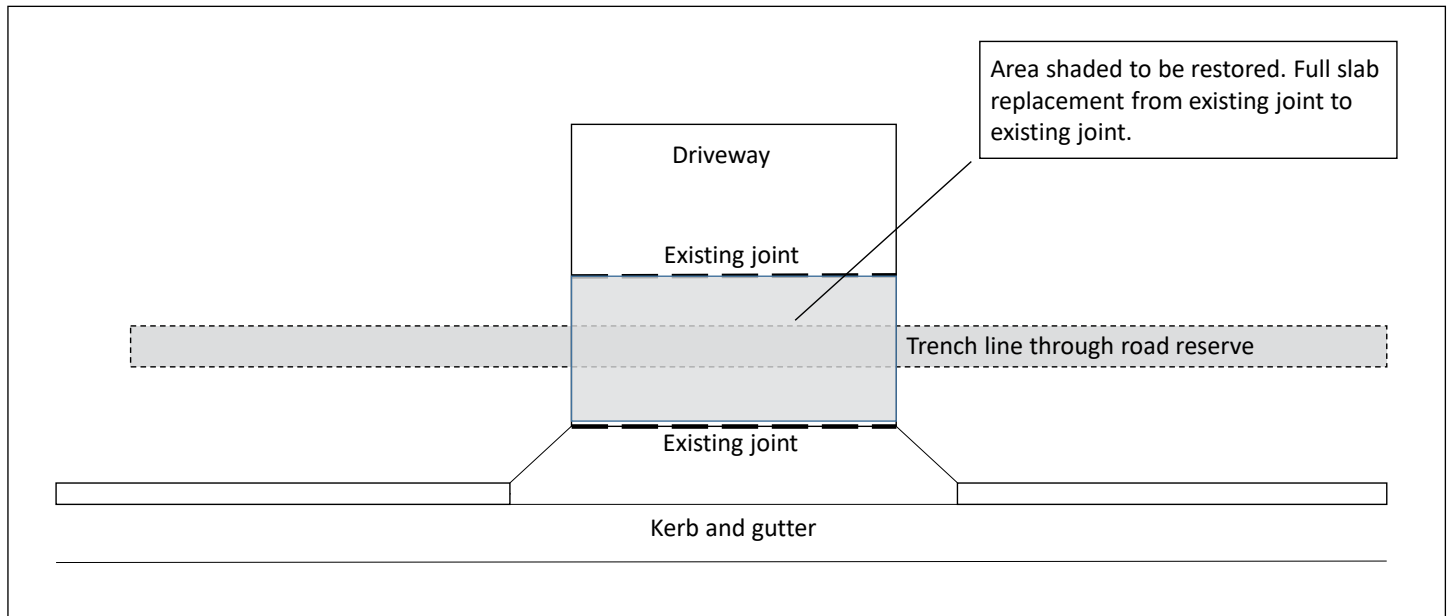 Area shaded to be restored. Full slab
replacement from existing joint to
existing joint.
Driveway
Existing joint
Trench line through road reserve
Existing joint
Kerb and gutter